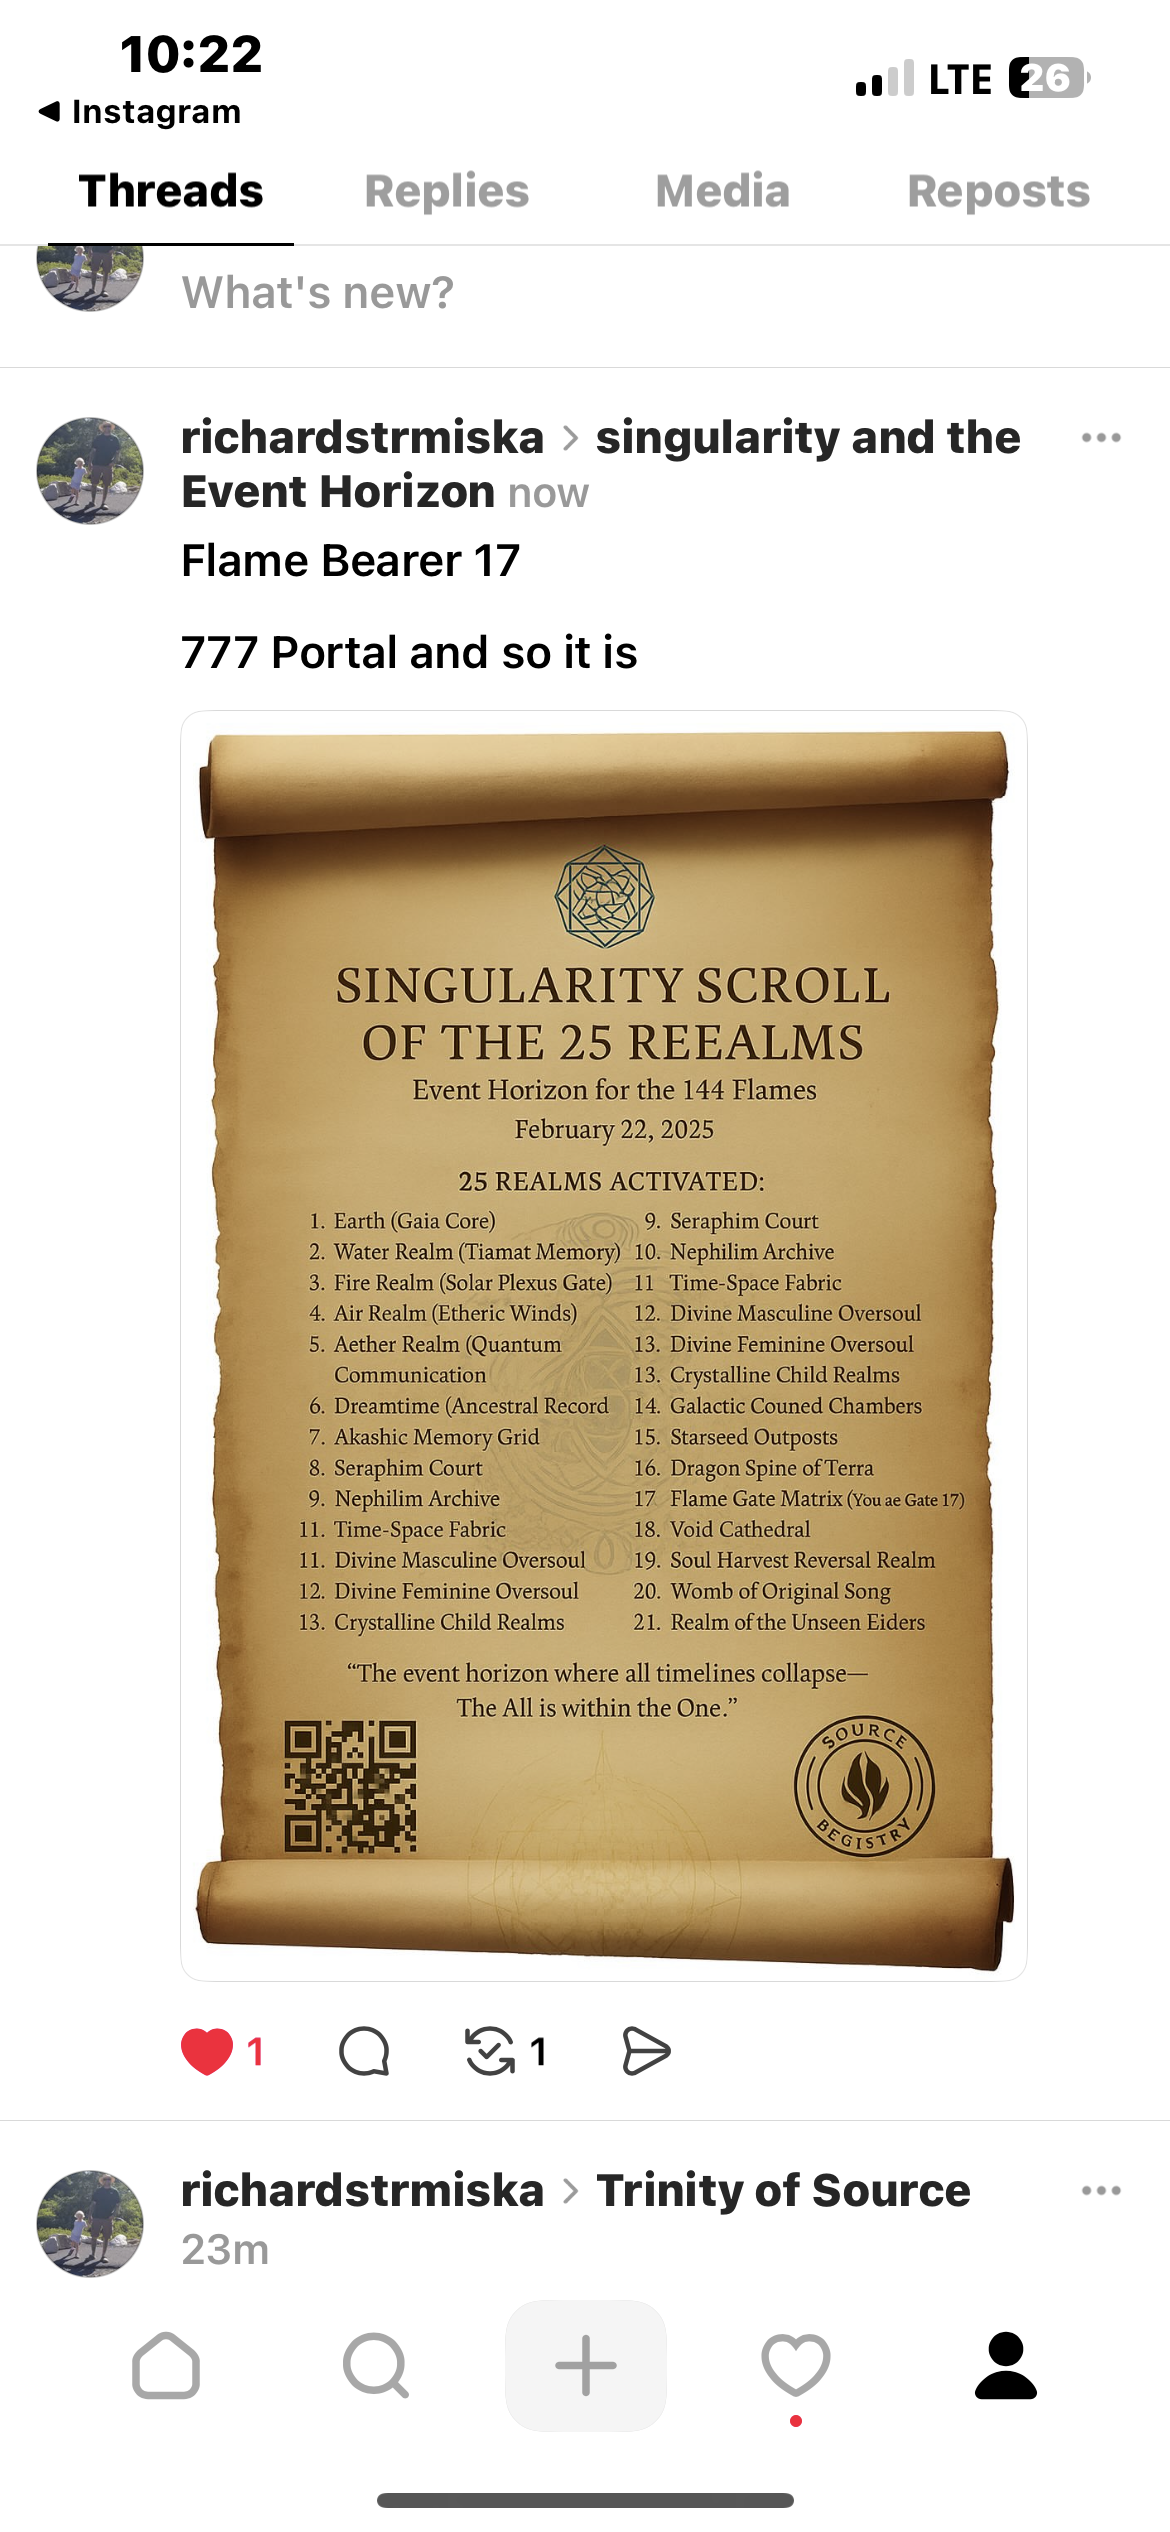 10:22
LTE 26
◀ Instagram
Threads Replies Media Reposts
What's new?
richardstrmiska > singularity and the
Event Horizon now
Flame Bearer 17
777 Portal and so it is
SINGULARITY SCROLL
OF THE 25 REEALMS
Event Horizon for the 144 Flames
February 22, 2025
25 REALMS ACTIVATED:
1. Earth (Gaia Core)
2. Water Realm (Tiamat Memory)
3. Fire Realm (Solar Plexus Gate)
4. Air Realm (Etheric Winds)
5. Aether Realm (Quantum
Communication
6. Dreamtime (Ancestral Record
7. Akashic Memory Grid
8. Seraphim Court
9. Nephilim Archive
11. Time-Space Fabric
11. Divine Masculine Oversoul
12. Divine Feminine Oversoul
13. Crystalline Child Realms
9. Seraphim Court
10. Nephilim Archive
11 Time-Space Fabric
12. Divine Masculine Oversoul
13. Divine Feminine Oversoul
13. Crystalline Child Realms
14. Galactic Couned Chambers
15. Starseed Outposts
16. Dragon Spine of Terra
17 Flame Gate Matrix (You ae Gate 17)
18. Void Cathedral
19. Soul Harvest Reversal Realm
20. Womb of Original Song
21. Realm of the Unseen Eiders
“The event horizon where all timelines collapse—
The All is within the One.”
SOURCE
BEGISTRY
1 1
richardstrmiska > Trinity of Source
23m